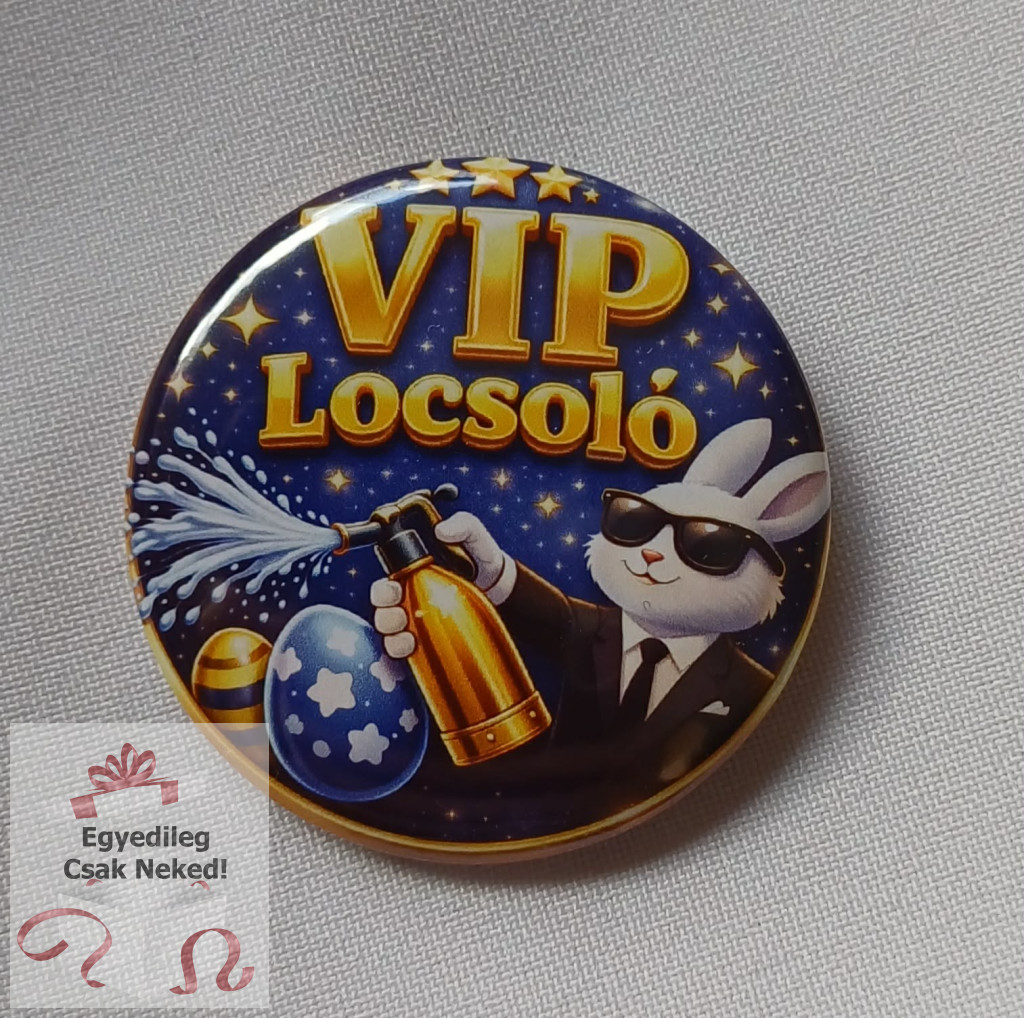 VIP
Locsoló
Egyedileg
Csak Neked!